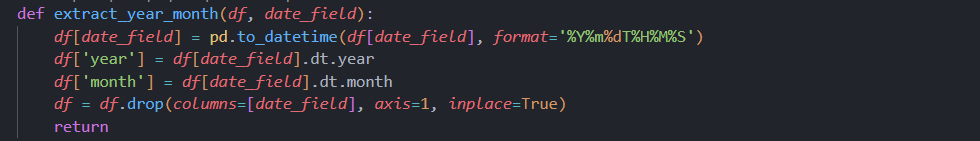 def extract_year_month(df, date_field):
    df[date_field] = pd.to_datetime(df[date_field], format='%Y%m%dT%H%M%S')
    df['year'] = df[date_field].dt.year
    df['month'] = df[date_field].dt.month
    df = df.drop(columns=[date_field], axis=1, inplace=True)
    return